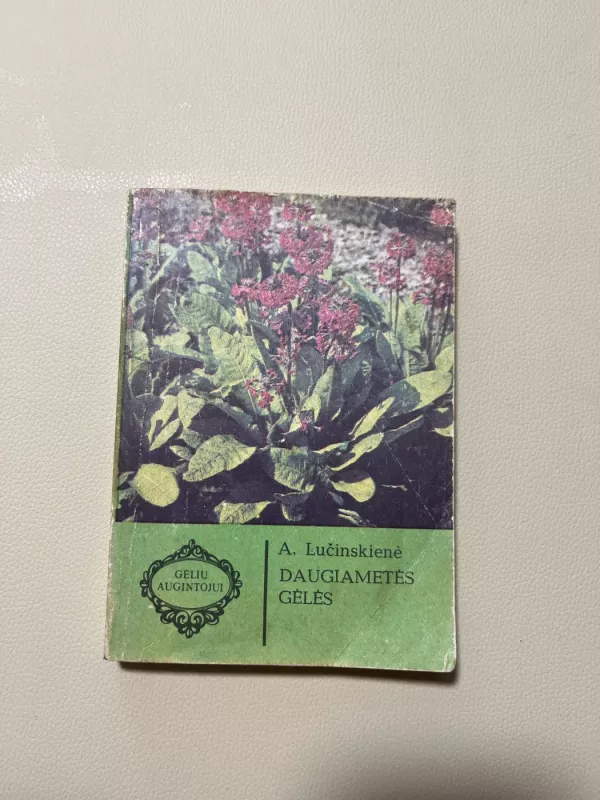 GĖLIŲ
AUGINTOJUI
A. Lučinskienė
DAUGIAMETĖS
GĖLĖS